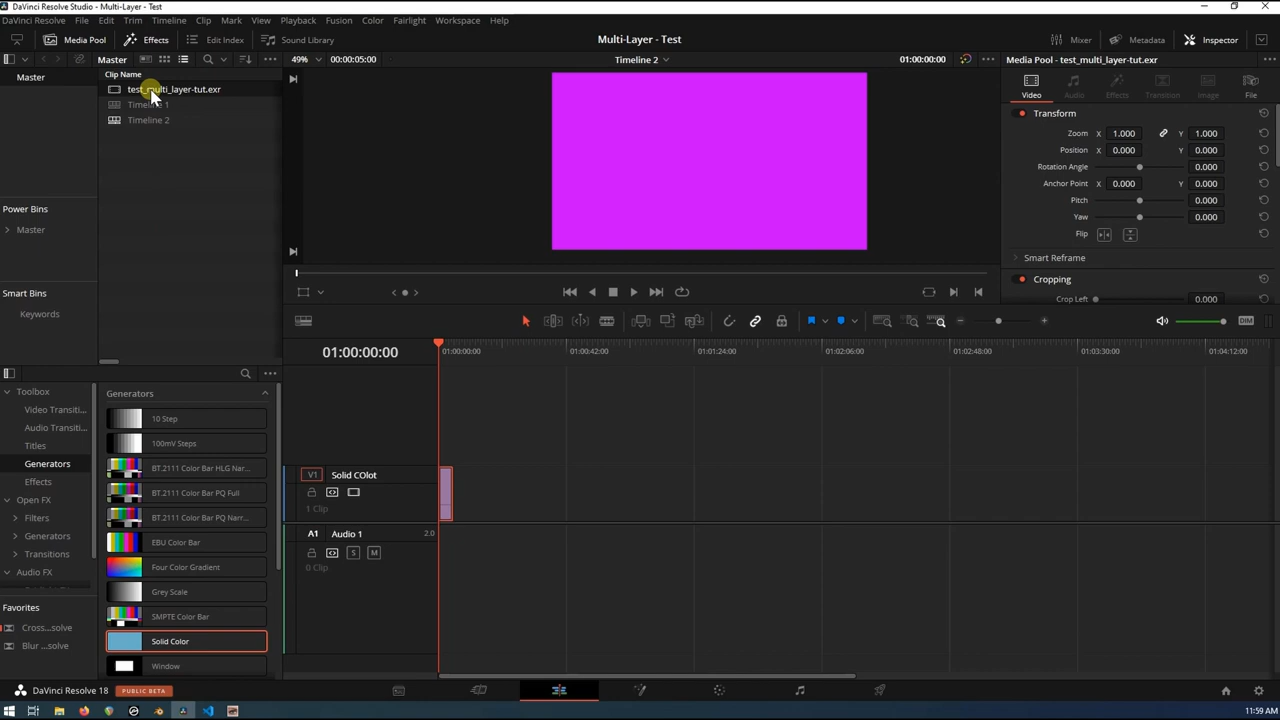 DaVinci Resolve Studio - Multi-Layer - Test
DaVinci Resolve File Edit Trim Timeline Clip Mark View Playback Fusion Color Fairlight Workspace Help
Media Pool Effects Edit Index Sound Library Multi-Layer - Test Mixer Metadata Inspector
Master 49% 00:00:05:00 Timeline 2 01:00:00:00 Media Pool - test_multi_layer-tut.exr
Master
Clip Name
test_multi_layer-tut.exr
Timeline 1
Timeline 2
Power Bins
Master
Smart Bins
Keywords
Video Audio Effects Transition Image File
Transform
Zoom X 1.000 Y 1.000
Position X 0.000 Y 0.000
Rotation Angle 0.000
Anchor Point X 0.000 Y 0.000
Pitch 0.000
Yaw 0.000
Flip
Smart Reframe
Cropping
Crop Left 0.000
DIM
01:00:00:00 01:00:00:00 01:00:42:00 01:01:24:00 01:02:06:00 01:02:48:00 01:03:30:00 01:04:12:00
V1 Solid COlot
1 Clip
A1 Audio 1 2.0
S M
0 Clip
Toolbox
Video Transiti...
Audio Transiti...
Titles
Generators
Effects
Open FX
Filters
Generators
Transitions
Audio FX
Favorites
Cross...solve
Blur ...solve
Generators
10 Step
100mV Steps
BT.2111 Color Bar HLG Nar...
BT.2111 Color Bar PQ Full
BT.2111 Color Bar PQ Narr...
EBU Color Bar
Four Color Gradient
Grey Scale
SMPTE Color Bar
Solid Color
Window
DaVinci Resolve 18 PUBLIC BETA
11:59 AM